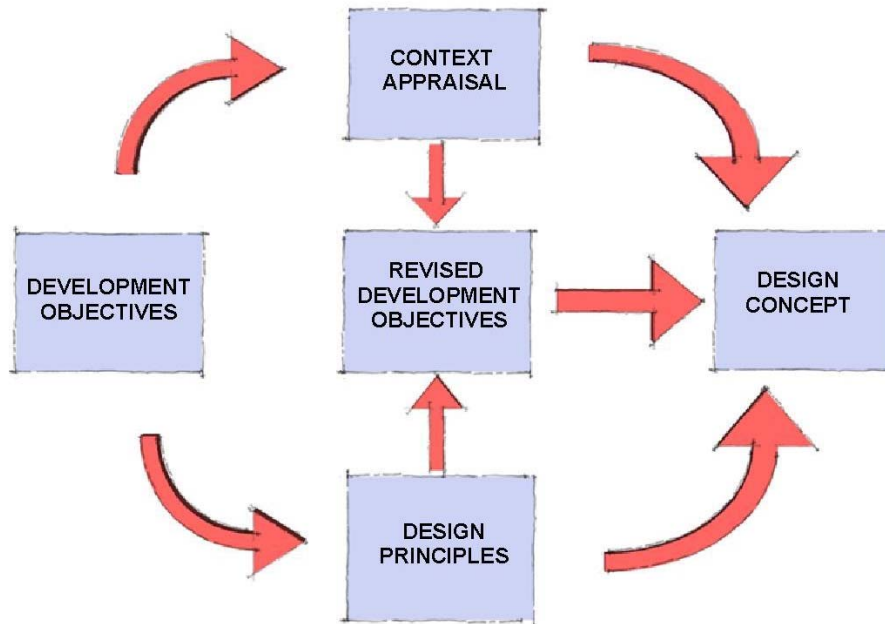 CONTEXT
APPRAISAL
DEVELOPMENT
OBJECTIVES
REVISED
DEVELOPMENT
OBJECTIVES
DESIGN
CONCEPT
DESIGN
PRINCIPLES